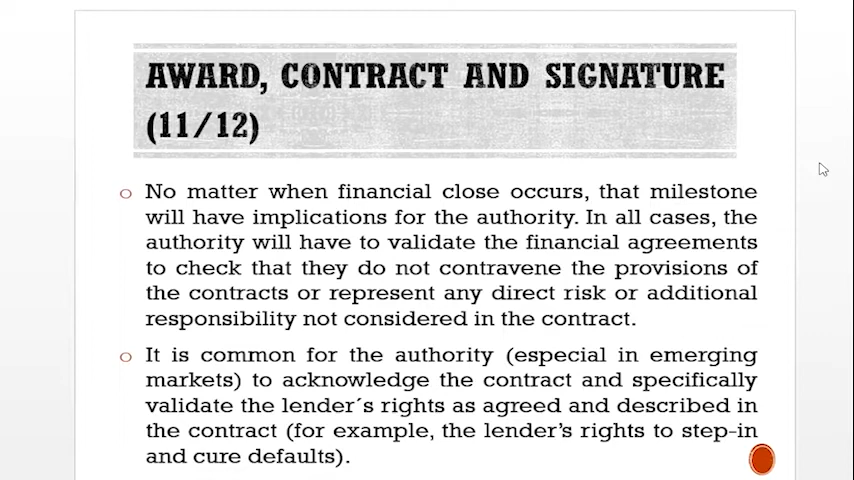 AWARD, CONTRACT AND SIGNATURE
(11/12)
No matter when financial close occurs, that milestone
will have implications for the authority. In all cases, the
authority will have to validate the financial agreements
to check that they do not contravene the provisions of
the contracts or represent any direct risk or additional
responsibility not considered in the contract.
It is common for the authority (especial in emerging
markets) to acknowledge the contract and specifically
validate the lender´s rights as agreed and described in
the contract (for example, the lender's rights to step-in
and cure defaults).